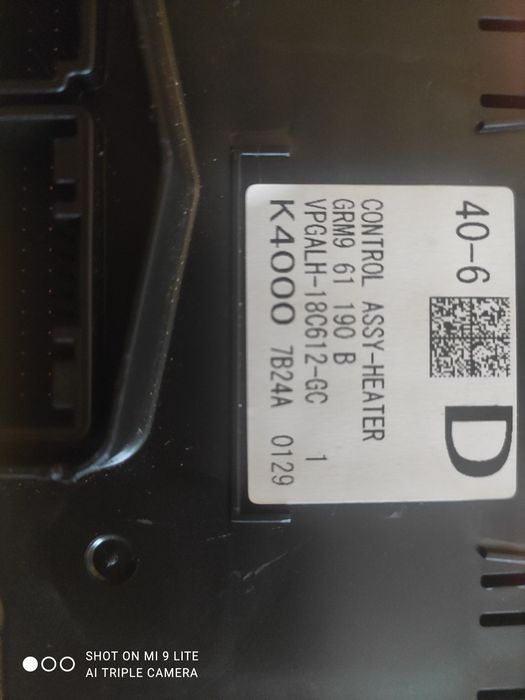 40-6
D
CONTROL ASSY-HEATER
GRM9 61 190 B
VPGALH-18C612-GC 1
K4000 7B24A 0129
SHOT ON MI 9 LITE
AI TRIPLE CAMERA